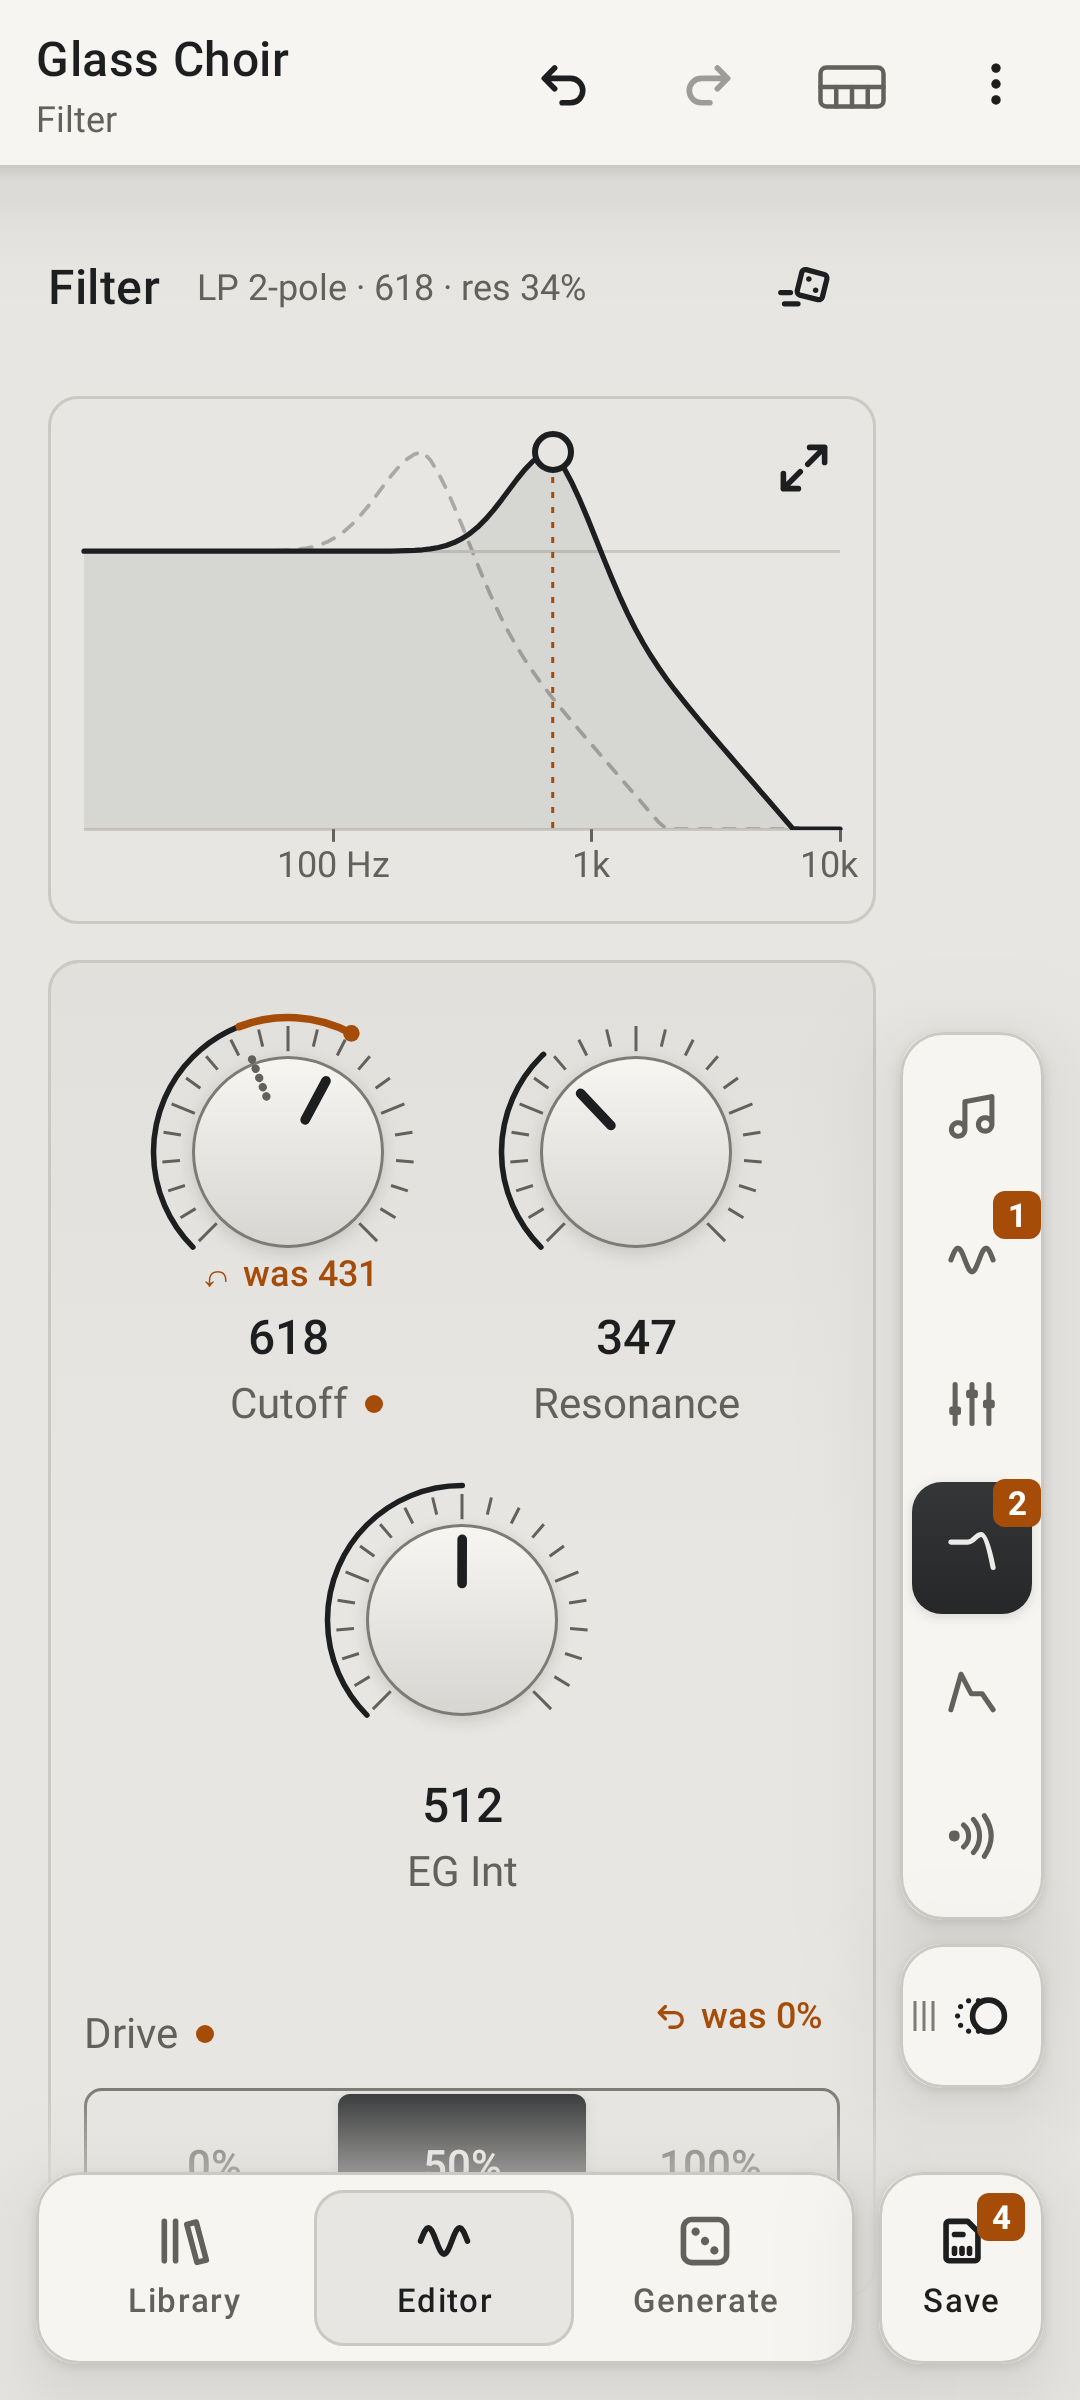 Glass Choir
Filter
Filter LP 2-pole · 618 · res 34%
100 Hz 1k 10k
1
was 431
618 347
Cutoff Resonance
2
512
EG Int
Drive was 0%
0% 50% 100%
4
Library Editor Generate Save